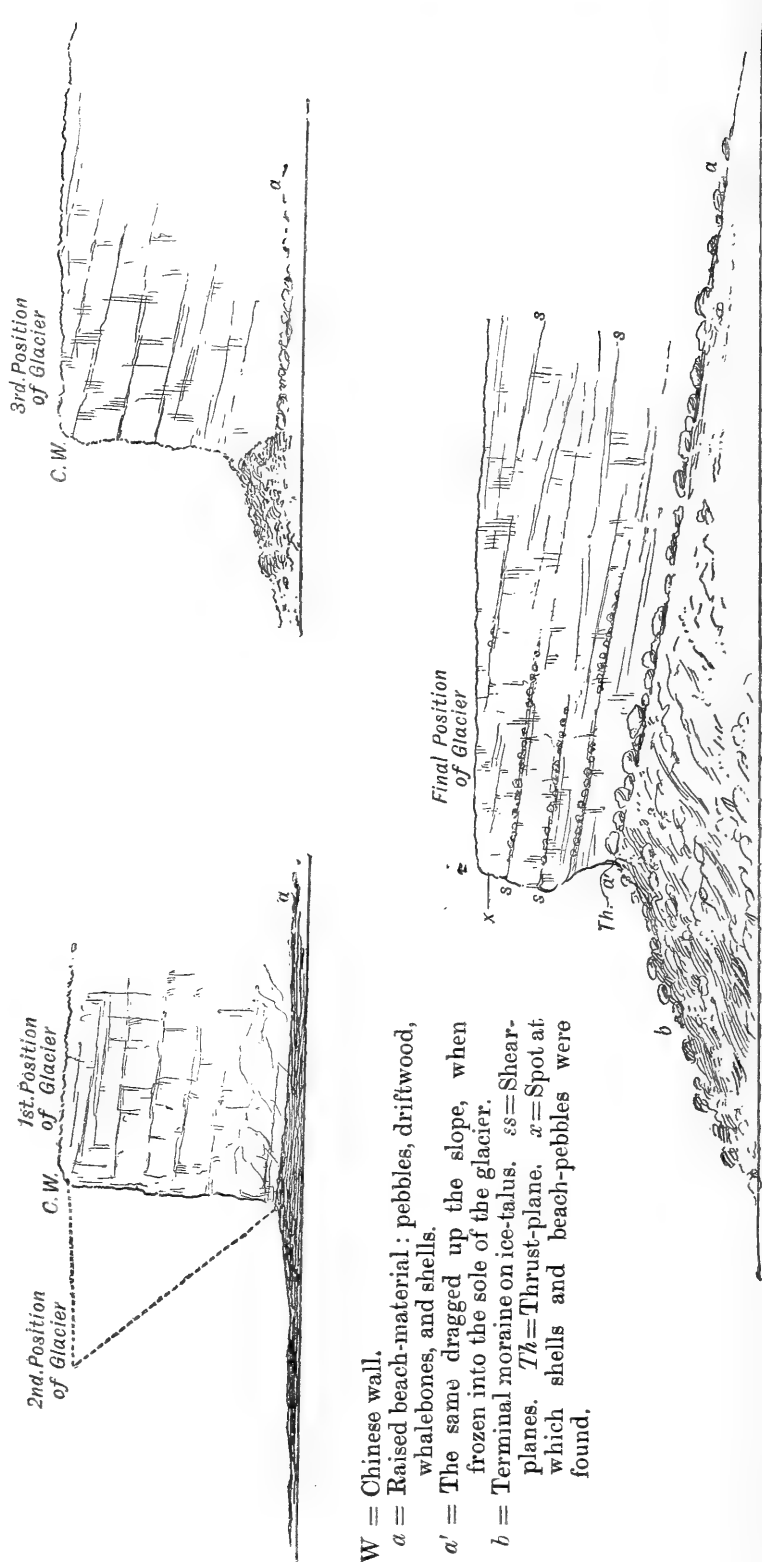 2nd. Position
of Glacier
C. W.
1st. Position
of Glacier
a
3rd. Position
of Glacier
C. W.
a
W = Chinese wall.
a = Raised beach-material : pebbles, driftwood,
whalebones, and shells.
a' = The same dragged up the slope, when
frozen into the sole of the glacier.
b = Terminal moraine on ice-talus. ss=Shear-
planes. Th=Thrust-plane. x=Spot at
which shells and beach-pebbles were
found.
Final Position
of Glacier
x
s
s
s
s
Th.
a'
b
a